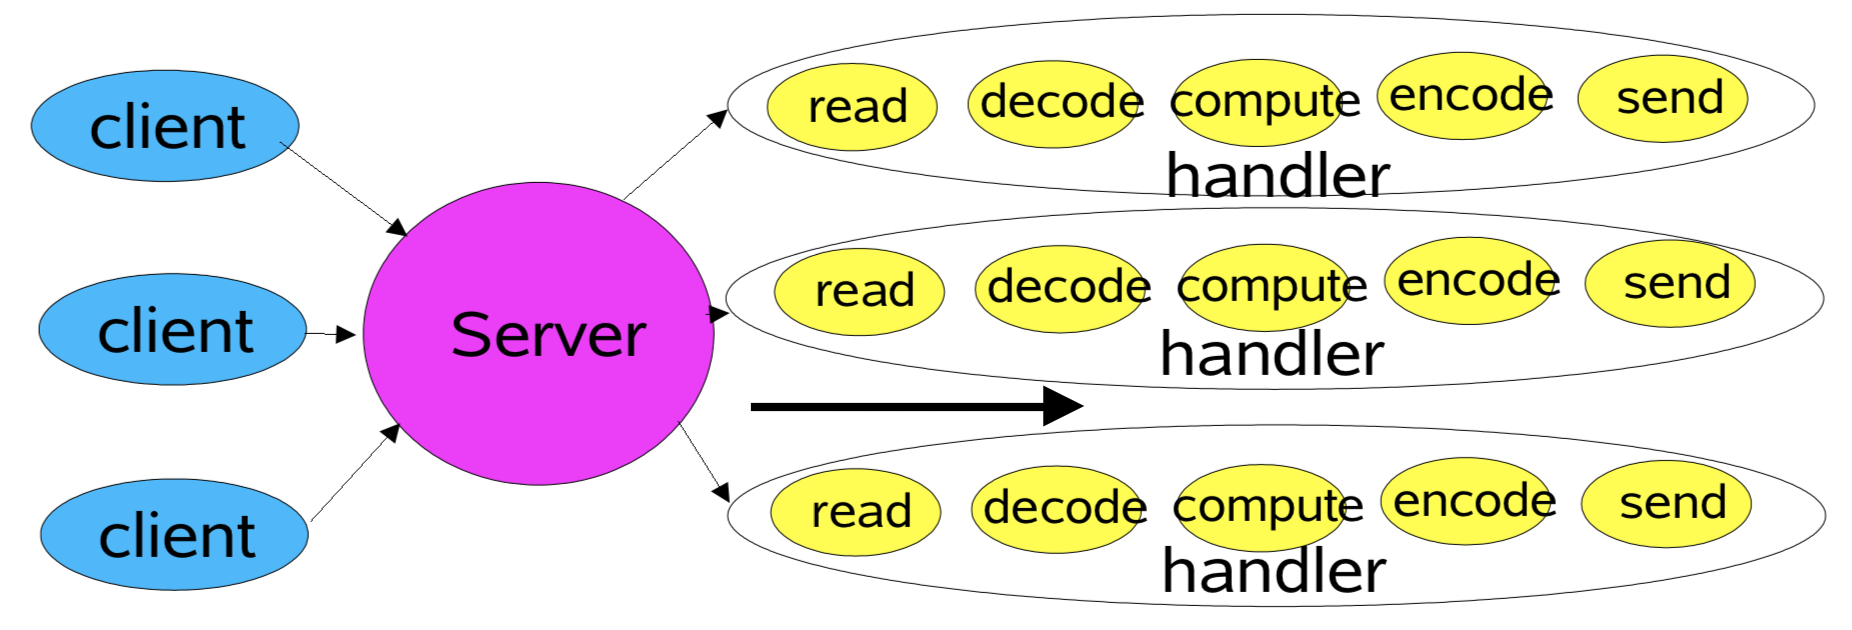 client
client
client
Server
read decode compute encode send
handler
read decode compute encode send
handler
read decode compute encode send
handler